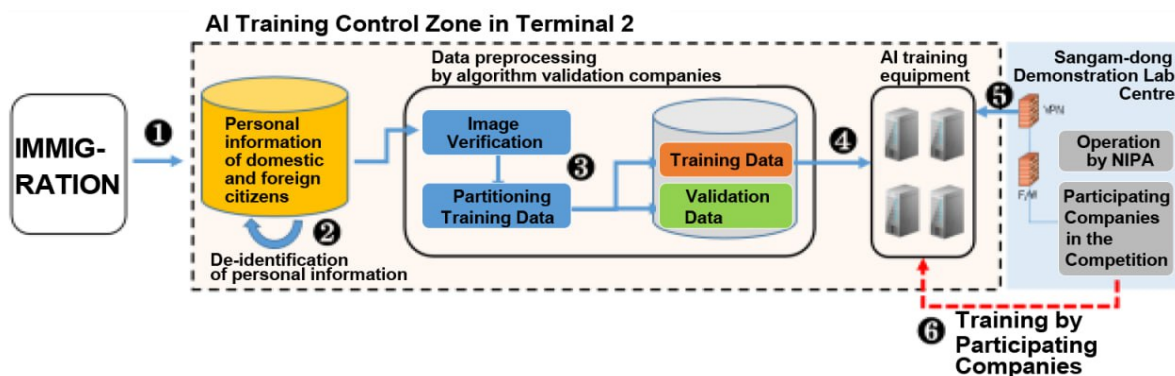 AI Training Control Zone in Terminal 2
IMMIG-
RATION
❶
Personal
information
of domestic
and foreign
citizens
❷
De-identification
of personal information
Data preprocessing
by algorithm validation companies
Image
Verification
❸
Partitioning
Training Data
Training Data
Validation
Data
❹
AI training
equipment
❺
Sangam-dong
Demonstration Lab
Centre
VPN
F/W
Operation
by NIPA
Participating
Companies
in the
Competition
❻
Training by
Participating
Companies